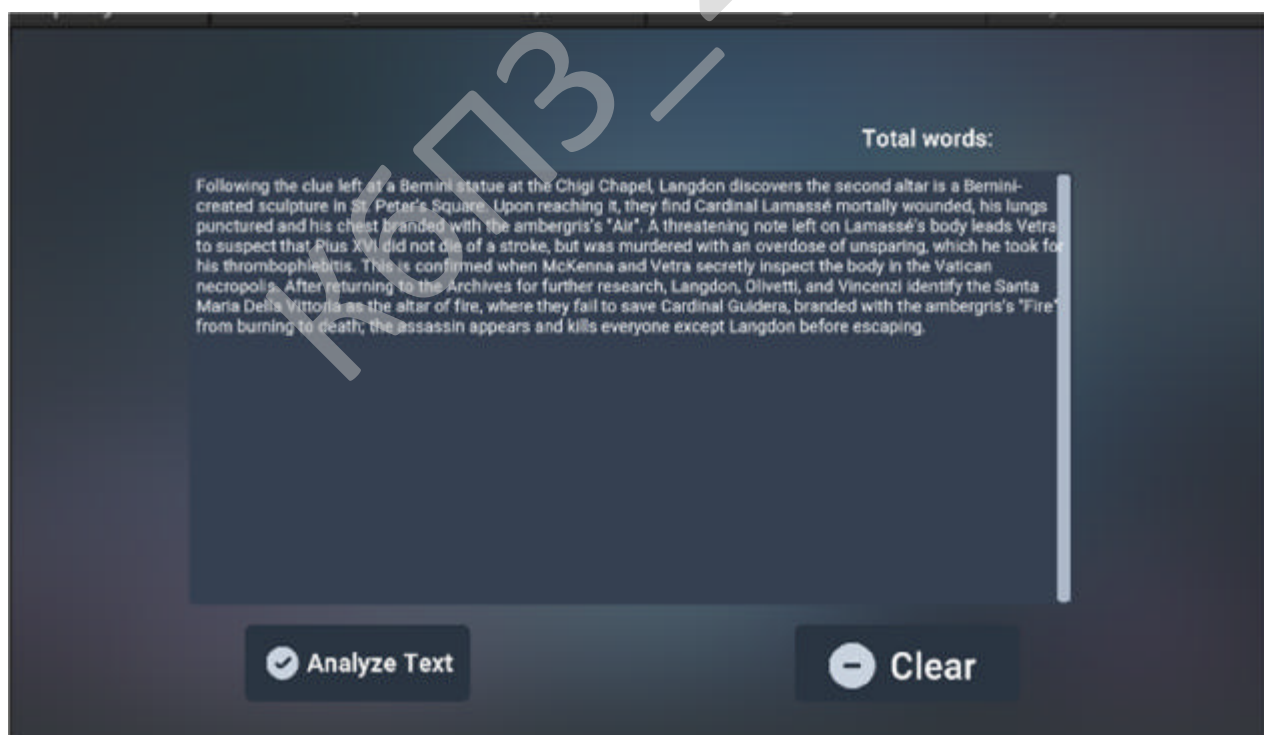 КбПЗ_
Total words:
Following the clue left at a Bernini statue at the Chigi Chapel, Langdon discovers the second altar is a Bernini-
created sculpture in St. Peter's Square. Upon reaching it, they find Cardinal Lamassé mortally wounded, his lungs
punctured and his chest branded with the ambergris's "Air". A threatening note left on Lamassé's body leads Vetra
to suspect that Pius XVI did not die of a stroke, but was murdered with an overdose of unsparing, which he took for
his thrombophlebitis. This is confirmed when McKenna and Vetra secretly inspect the body in the Vatican
necropolis. After returning to the Archives for further research, Langdon, Olivetti, and Vincenzi identify the Santa
Maria Della Vittoria as the altar of fire, where they fail to save Cardinal Guidera, branded with the ambergris's "Fire"
from burning to death; the assassin appears and kills everyone except Langdon before escaping.
Analyze Text
Clear